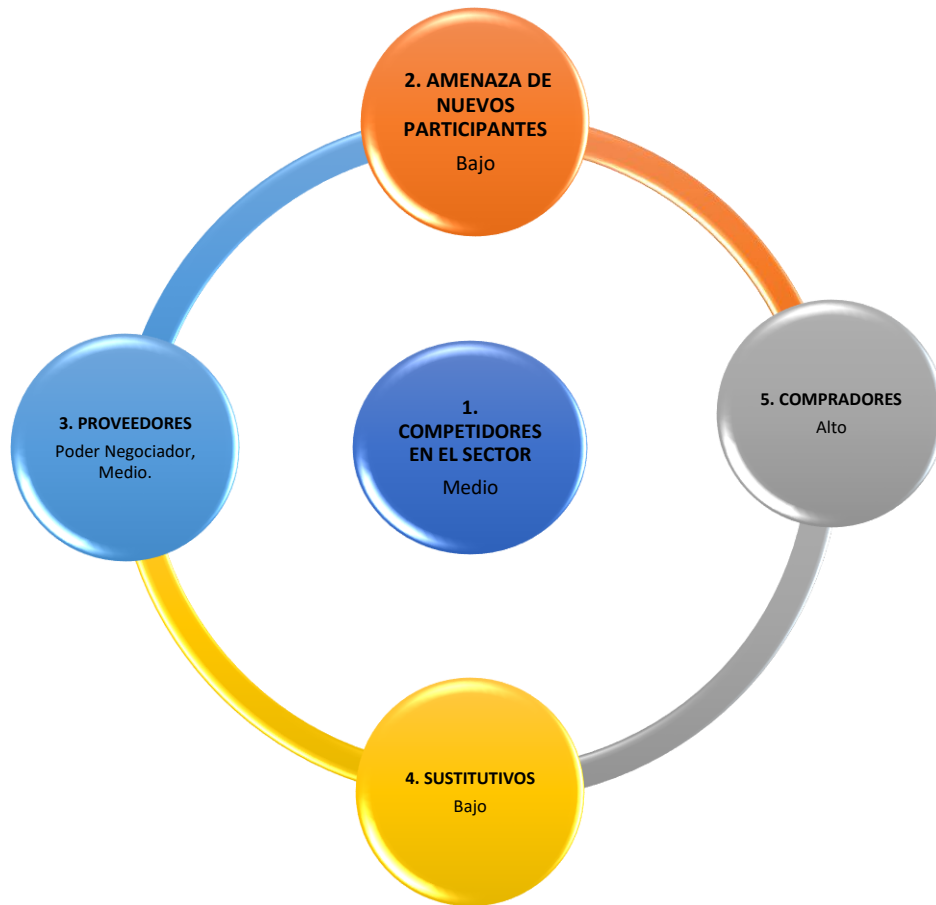 2. AMENAZA DE
NUEVOS
PARTICIPANTES
Bajo
5. COMPRADORES
Alto
3. PROVEEDORES
Poder Negociador,
Medio.
1.
COMPETIDORES
EN EL SECTOR
Medio
4. SUSTITUTIVOS
Bajo